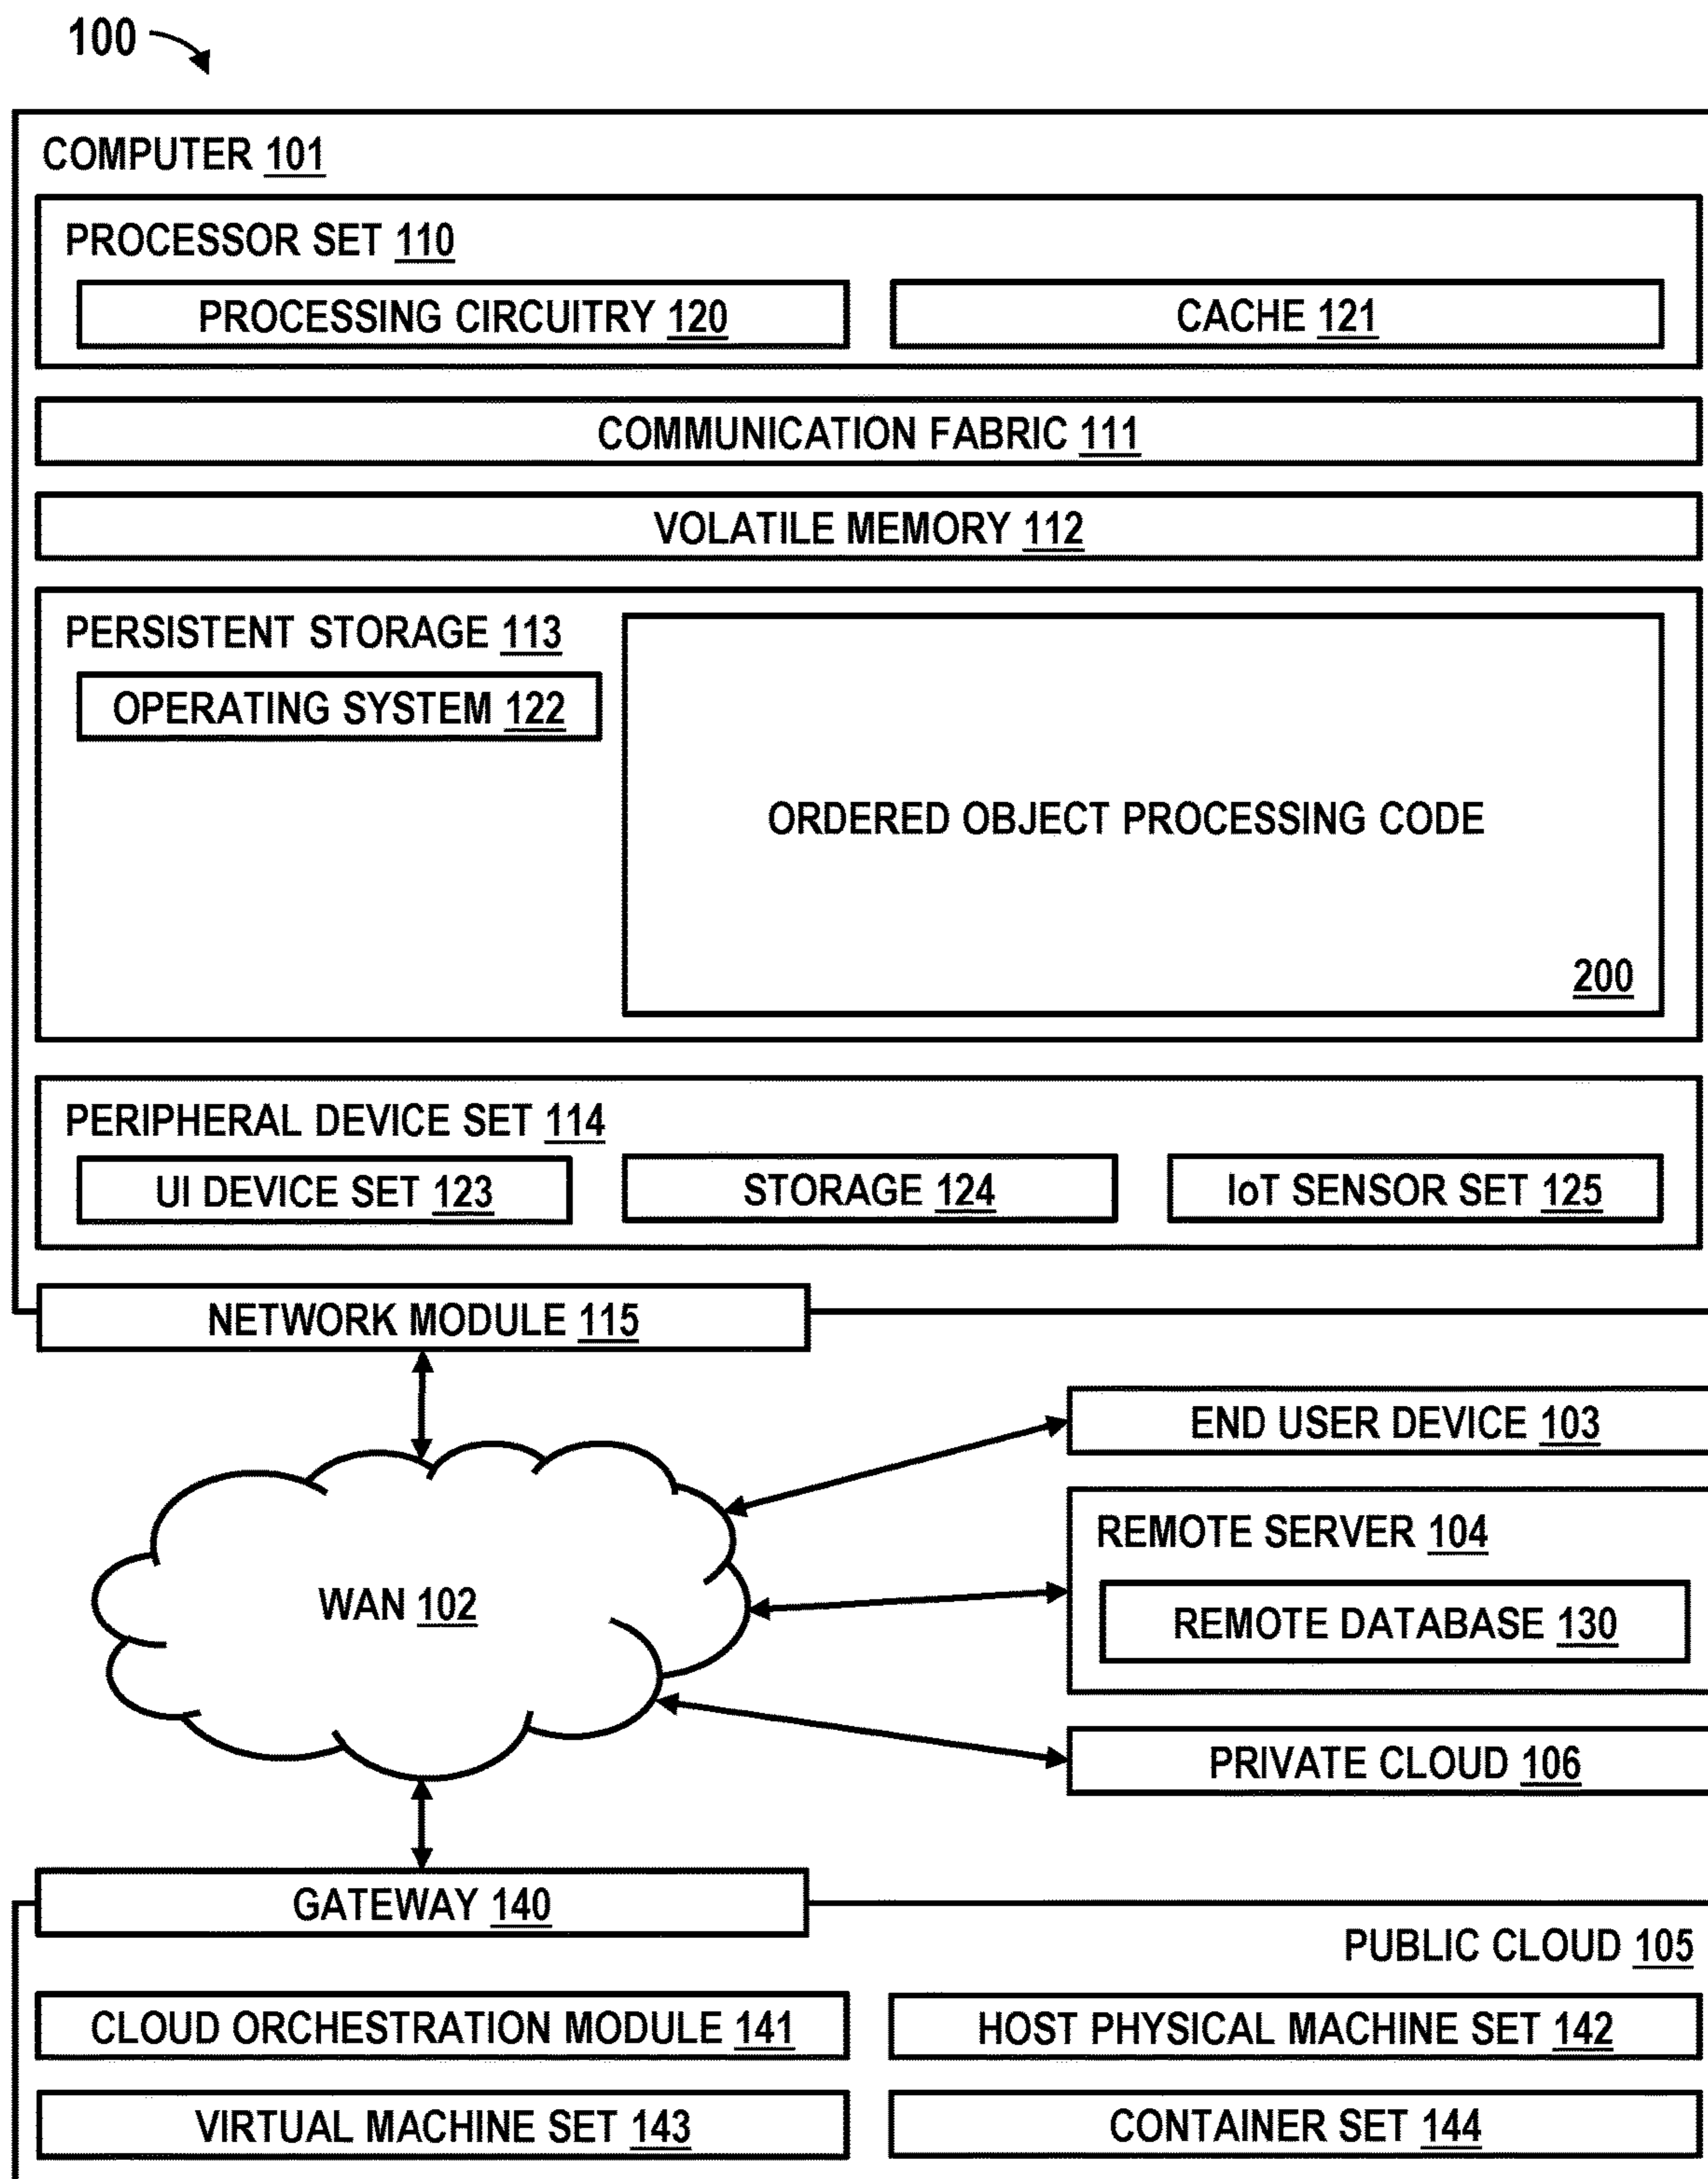 100
COMPUTER 101
PROCESSOR SET 110
PROCESSING CIRCUITRY 120
CACHE 121
COMMUNICATION FABRIC 111
VOLATILE MEMORY 112
PERSISTENT STORAGE 113
OPERATING SYSTEM 122
ORDERED OBJECT PROCESSING CODE
200
PERIPHERAL DEVICE SET 114
UI DEVICE SET 123
STORAGE 124
IoT SENSOR SET 125
NETWORK MODULE 115
END USER DEVICE 103
REMOTE SERVER 104
WAN 102
REMOTE DATABASE 130
PRIVATE CLOUD 106
GATEWAY 140
PUBLIC CLOUD 105
CLOUD ORCHESTRATION MODULE 141
HOST PHYSICAL MACHINE SET 142
VIRTUAL MACHINE SET 143
CONTAINER SET 144